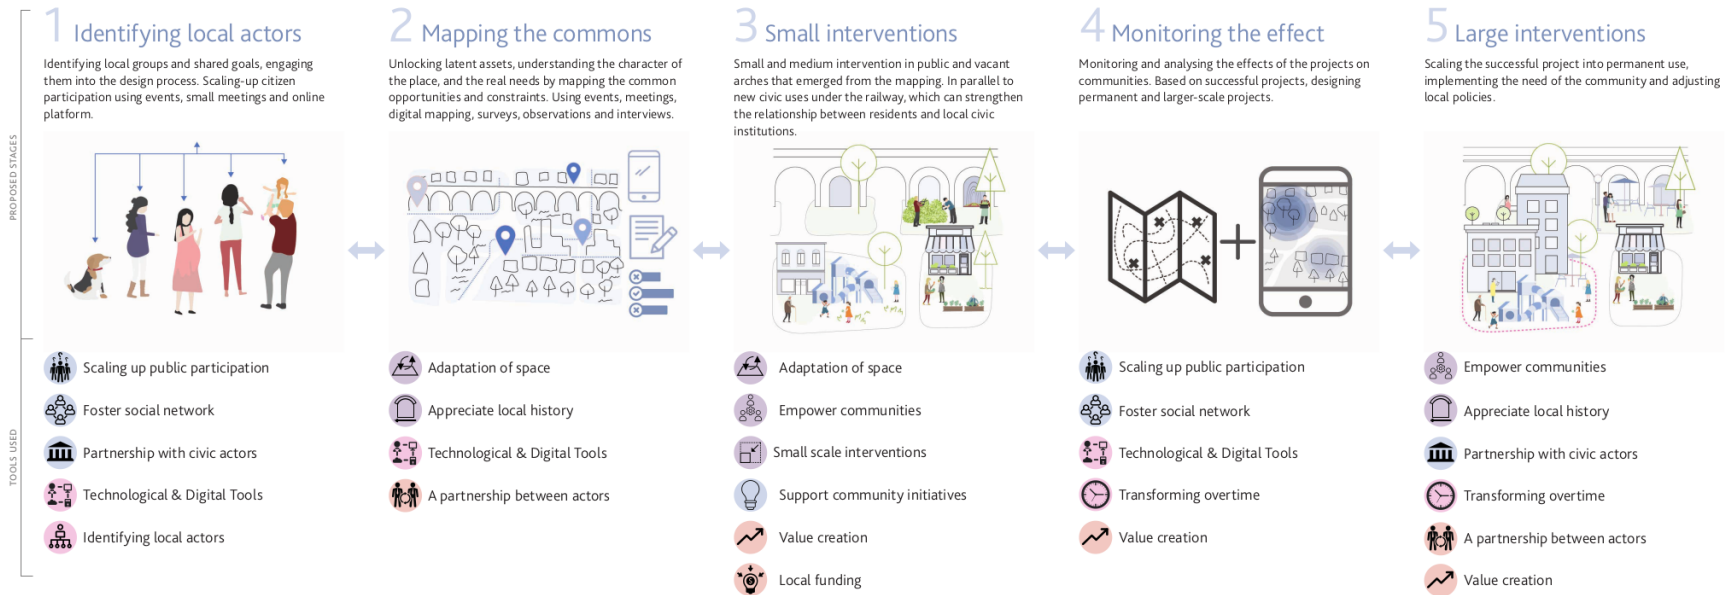 1 Identifying local actors
Identifying local groups and shared goals, engaging
them into the design process. Scaling-up citizen
participation using events, small meetings and online
platform.
2 Mapping the commons
Unlocking latent assets, understanding the character of
the place, and the real needs by mapping the common
opportunities and constraints. Using events, meetings,
digital mapping, surveys, observations and interviews.
3 Small interventions
Small and medium intervention in public and vacant
arches that emerged from the mapping. In parallel to
new civic uses under the railway, which can strengthen
the relationship between residents and local civic
institutions.
4 Monitoring the effect
Monitoring and analysing the effects of the projects on
communities. Based on successful projects, designing
permanent and larger-scale projects.
5 Large interventions
Scaling the successful project into permanent use,
implementing the need of the community and adjusting
local policies.
PROPOSED STAGES
TOOLS USED
Scaling up public participation
Foster social network
Partnership with civic actors
Technological & Digital Tools
Identifying local actors
Adaptation of space
Appreciate local history
Technological & Digital Tools
A partnership between actors
Adaptation of space
Empower communities
Small scale interventions
Support community initiatives
Value creation
Local funding
Scaling up public participation
Foster social network
Technological & Digital Tools
Transforming overtime
Value creation
Empower communities
Appreciate local history
Partnership with civic actors
Transforming overtime
A partnership between actors
Value creation